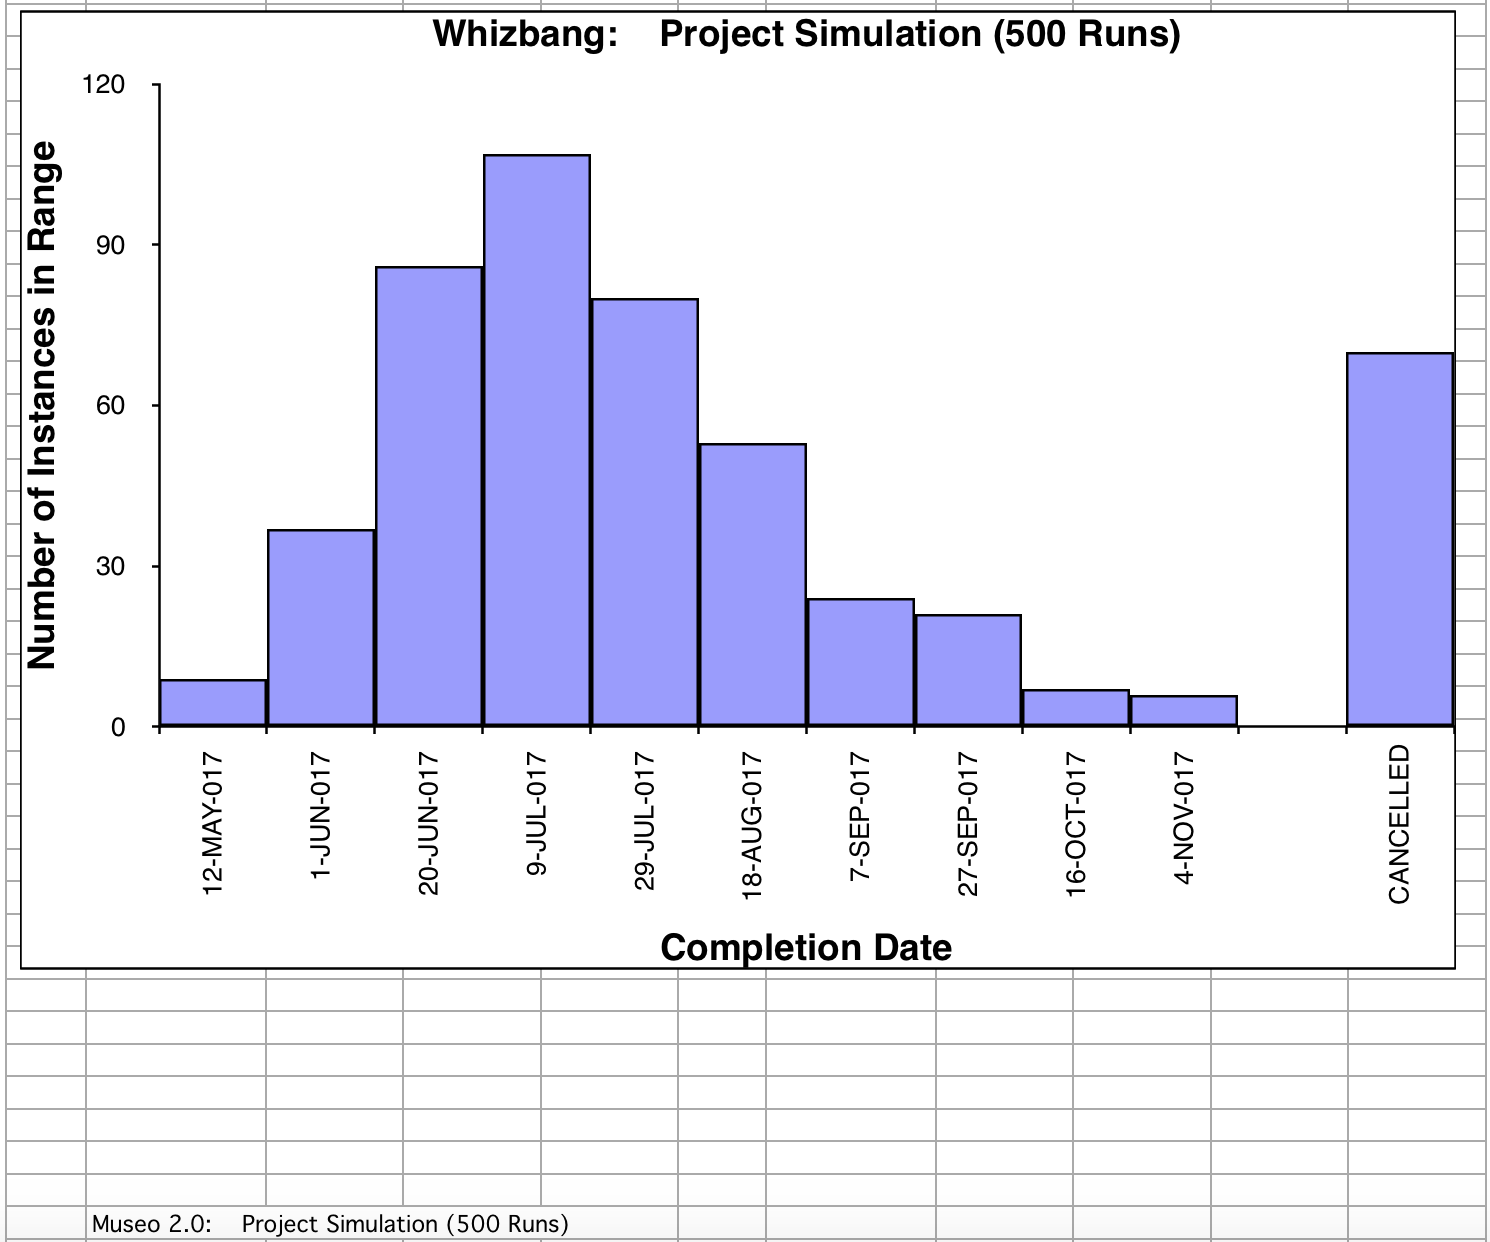 Whizbang: Project Simulation (500 Runs)
Number of Instances in Range
120
90
60
30
0
12-MAY-017
1-JUN-017
20-JUN-017
9-JUL-017
29-JUL-017
18-AUG-017
7-SEP-017
27-SEP-017
16-OCT-017
4-NOV-017
CANCELLED
Completion Date
Museo 2.0: Project Simulation (500 Runs)